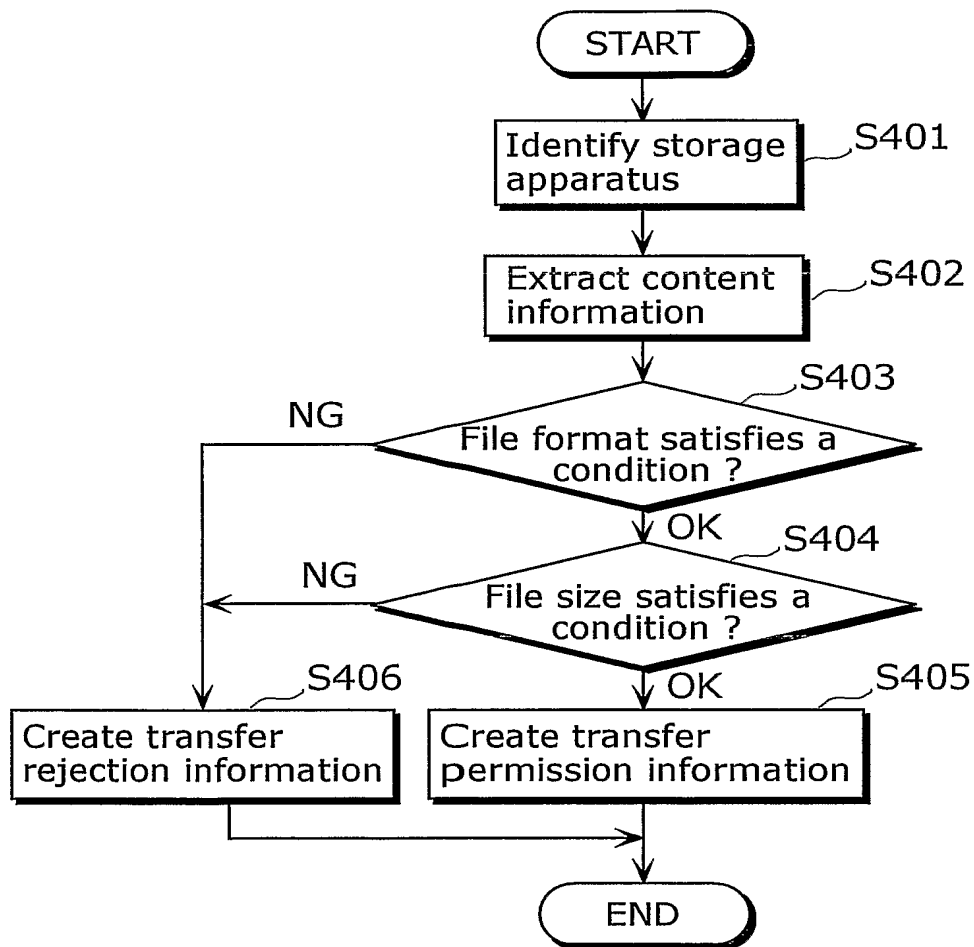 START
Identify storage
apparatus
S401
Extract content
information
S402
S403
NG
File format satisfies a
condition ?
OK
S404
NG
File size satisfies a
condition ?
OK
S406
S405
Create transfer
rejection information
Create transfer
permission information
END